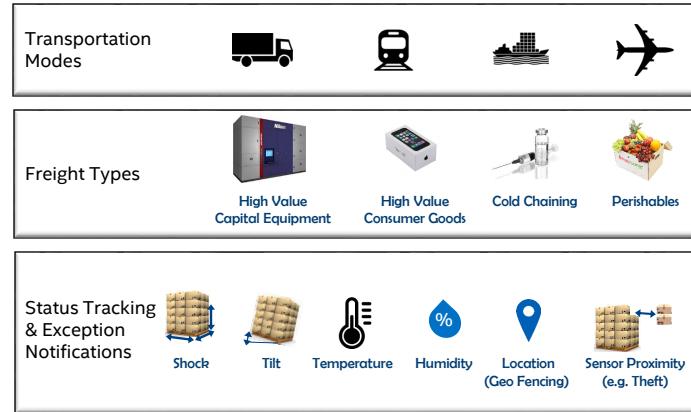 Transportation
Modes
Freight Types
High Value
Capital Equipment
High Value
Consumer Goods
Cold Chaining
Perishables
Status Tracking
& Exception
Notifications
%
Shock
Tilt
Temperature
Humidity
Location
(Geo Fencing)
Sensor Proximity
(e.g. Theft)